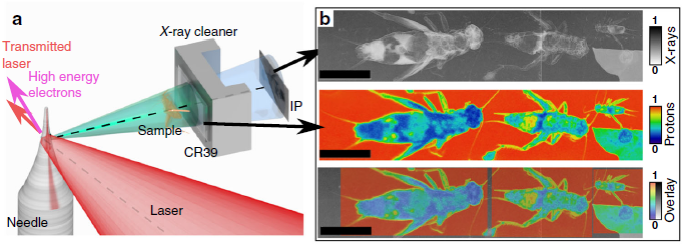 a
X-ray cleaner
Transmitted
laser
High energy
electrons
IP
Sample
CR39
Laser
Needle
b
1
0
X-rays
1
0
Protons
1
0
Overlay